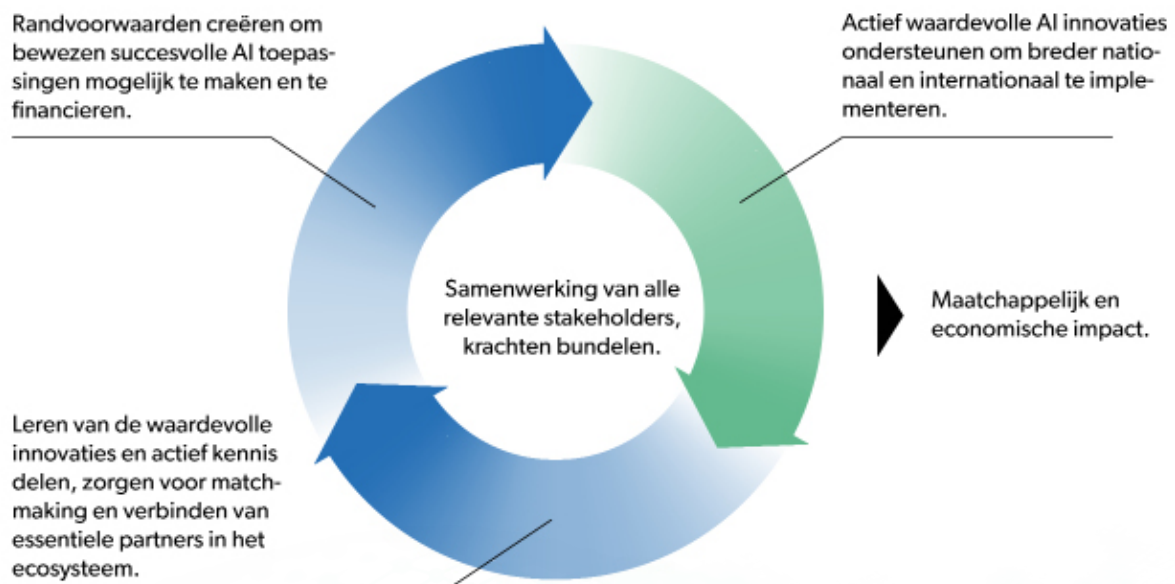 Randvoorwaarden creëren om
bewezen succesvolle AI toepas-
singen mogelijk te maken en te
financieren.
Actief waardevolle AI innovaties
ondersteunen om breder natio-
naal en internationaal te imple-
menteren.
Samenwerking van alle
relevante stakeholders,
krachten bundelen.
Maatchappelijk en
economische impact.
Leren van de waardevolle
innovaties en actief kennis
delen, zorgen voor match-
making en verbinden van
essentiele partners in het
ecosysteem.